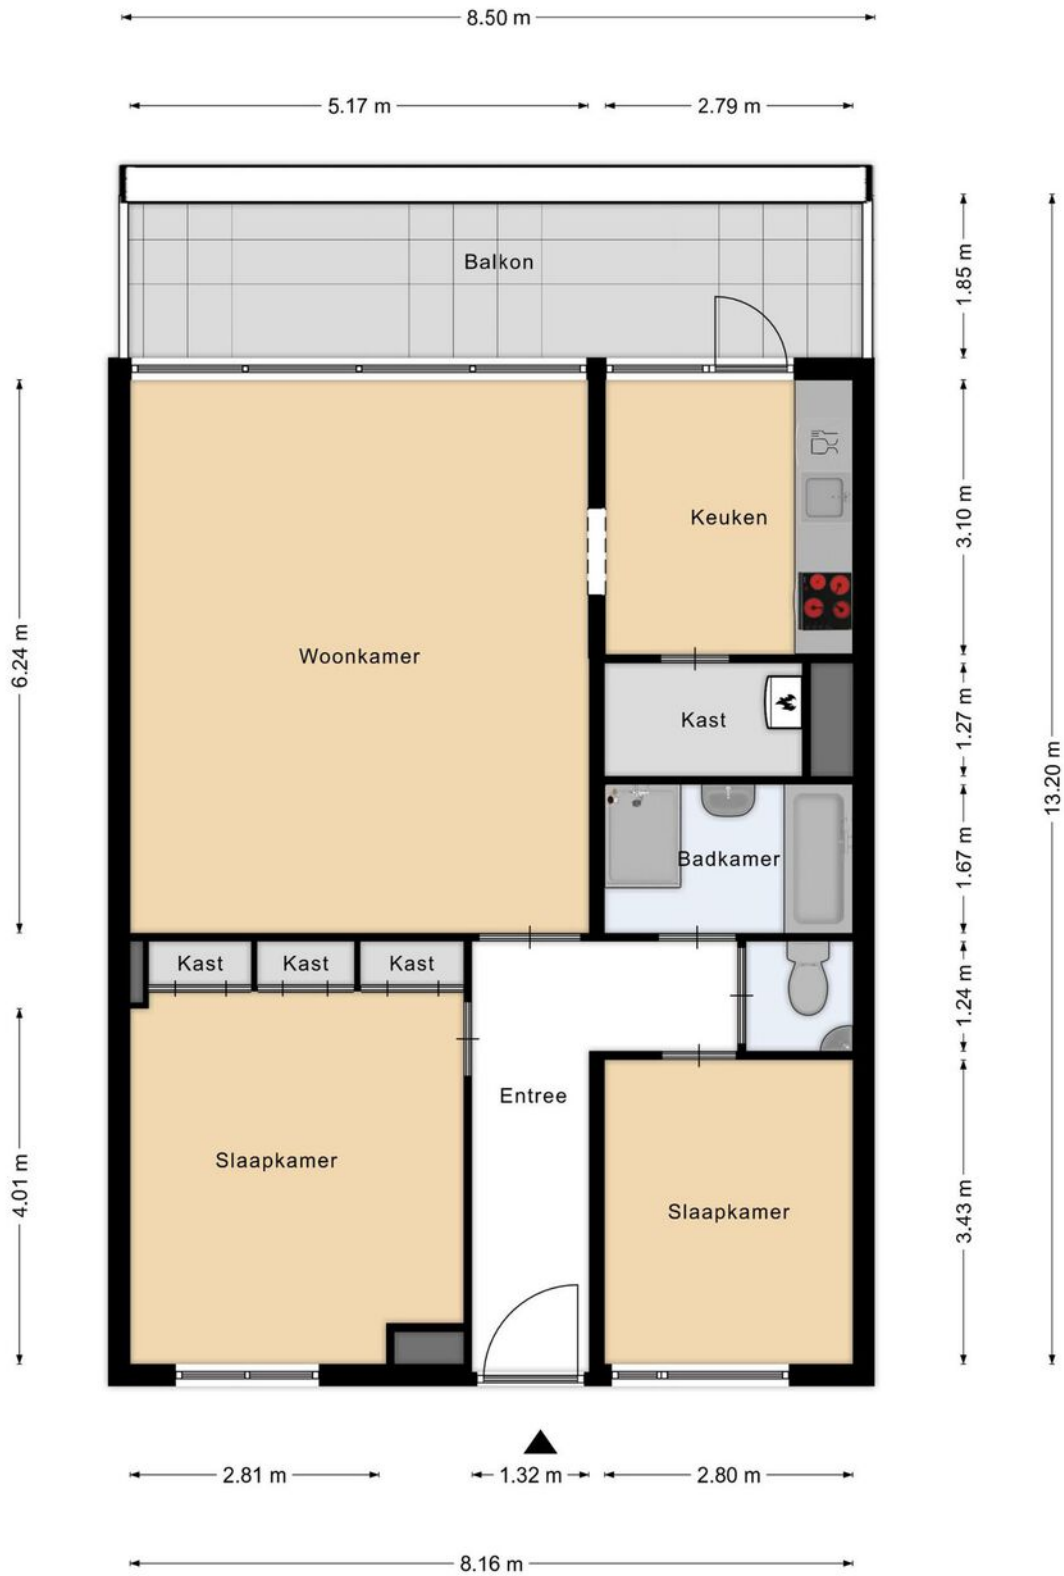 8.50 m
5.17 m
2.79 m
Balkon
1.85 m
Keuken
3.10 m
Woonkamer
6.24 m
Kast
1.27 m
13.20 m
Badkamer
1.67 m
Kast
Kast
Kast
1.24 m
Entree
Slaapkamer
4.01 m
Slaapkamer
3.43 m
2.81 m
1.32 m
2.80 m
8.16 m